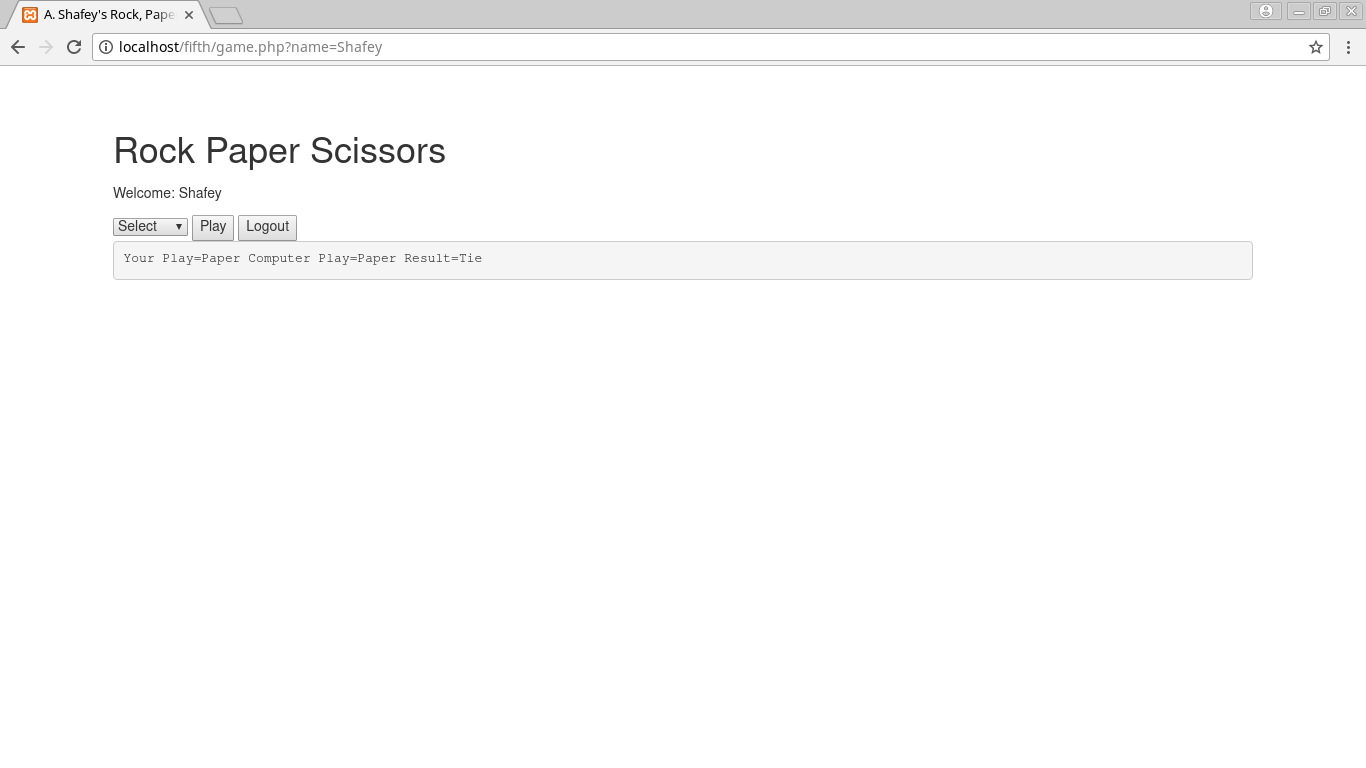 A. Shafey's Rock, Pape
localhost/fifth/game.php?name=Shafey
Rock Paper Scissors
Welcome: Shafey
Select Play Logout
Your Play=Paper Computer Play=Paper Result=Tie